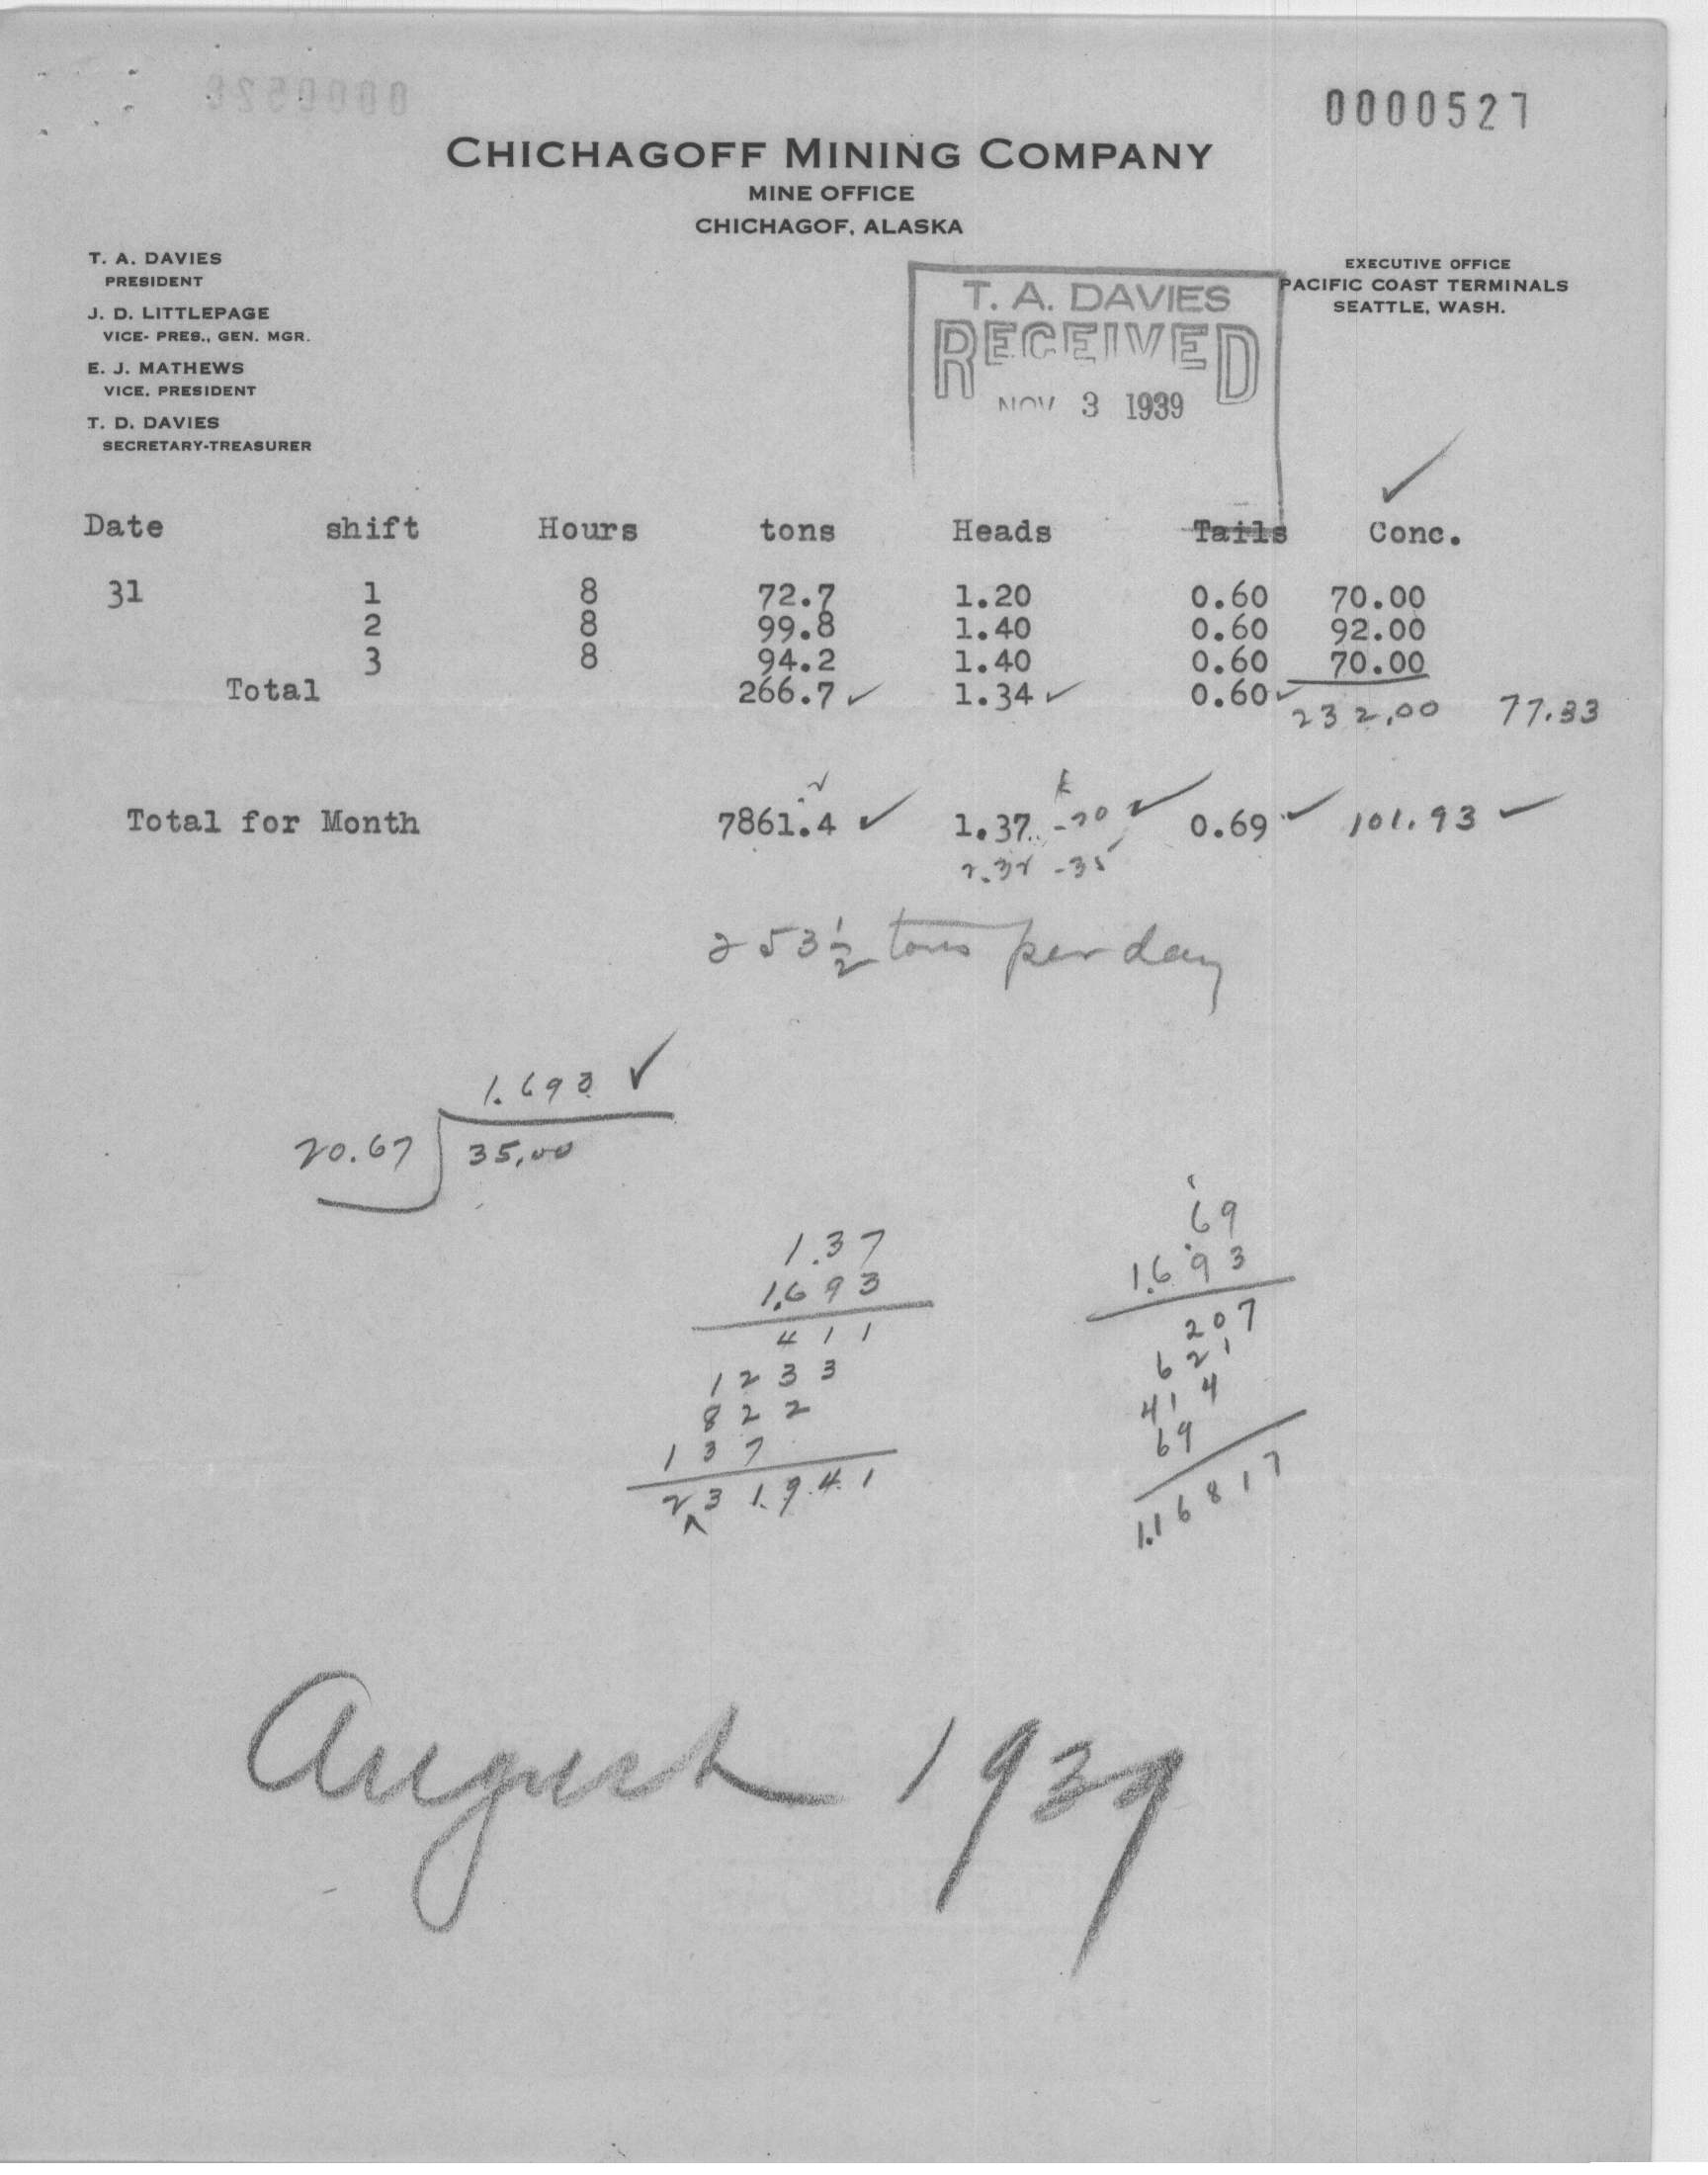 0000527
CHICHAGOFF MINING COMPANY
MINE OFFICE
CHICHAGOF, ALASKA
T. A. DAVIES
PRESIDENT
J. D. LITTLEPAGE
VICE- PRES., GEN. MGR.
E. J. MATHEWS
VICE. PRESIDENT
T. D. DAVIES
SECRETARY-TREASURER
EXECUTIVE OFFICE
PACIFIC COAST TERMINALS
SEATTLE, WASH.
T. A. DAVIES
RECEIVED
NOV 3 1939
Date shift Hours tons Heads Tails Conc. ✓
31 1 8 72.7 1.20 0.60 70.00
2 8 99.8 1.40 0.60 92.00
3 8 94.2 1.40 0.60 70.00
Total 266.7 ✓ 1.34 ✓ 0.60 ✓ 232.00 77.33
Total for Month 7861.4 ✓ 1.37 -20 ✓ 0.69 ✓ 101.93 ✓
2.32 -35
253½ tons per day
1.693 ✓
20.67 35.00
1.37
1.693
411
1233
822
137
231941
.69
1.693
207
621
414
69
1.16817
August 1939